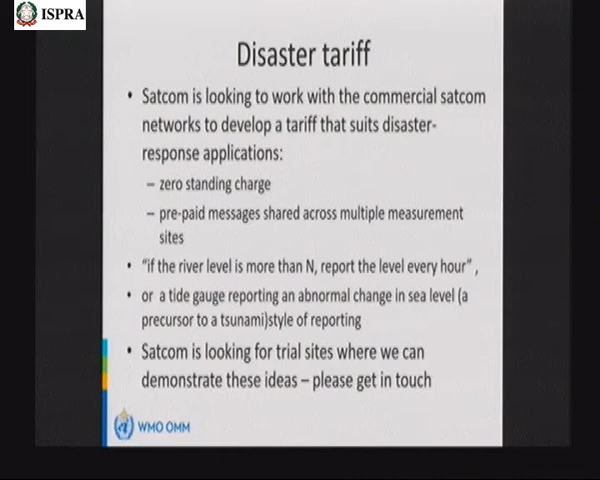 ISPRA
Disaster tariff
• Satcom is looking to work with the commercial satcom
networks to develop a tariff that suits disaster-
response applications:
– zero standing charge
– pre-paid messages shared across multiple measurement
sites
• "if the river level is more than N, report the level every hour" ,
• or a tide gauge reporting an abnormal change in sea level (a
precursor to a tsunami)style of reporting
• Satcom is looking for trial sites where we can
demonstrate these ideas – please get in touch
WMO OMM